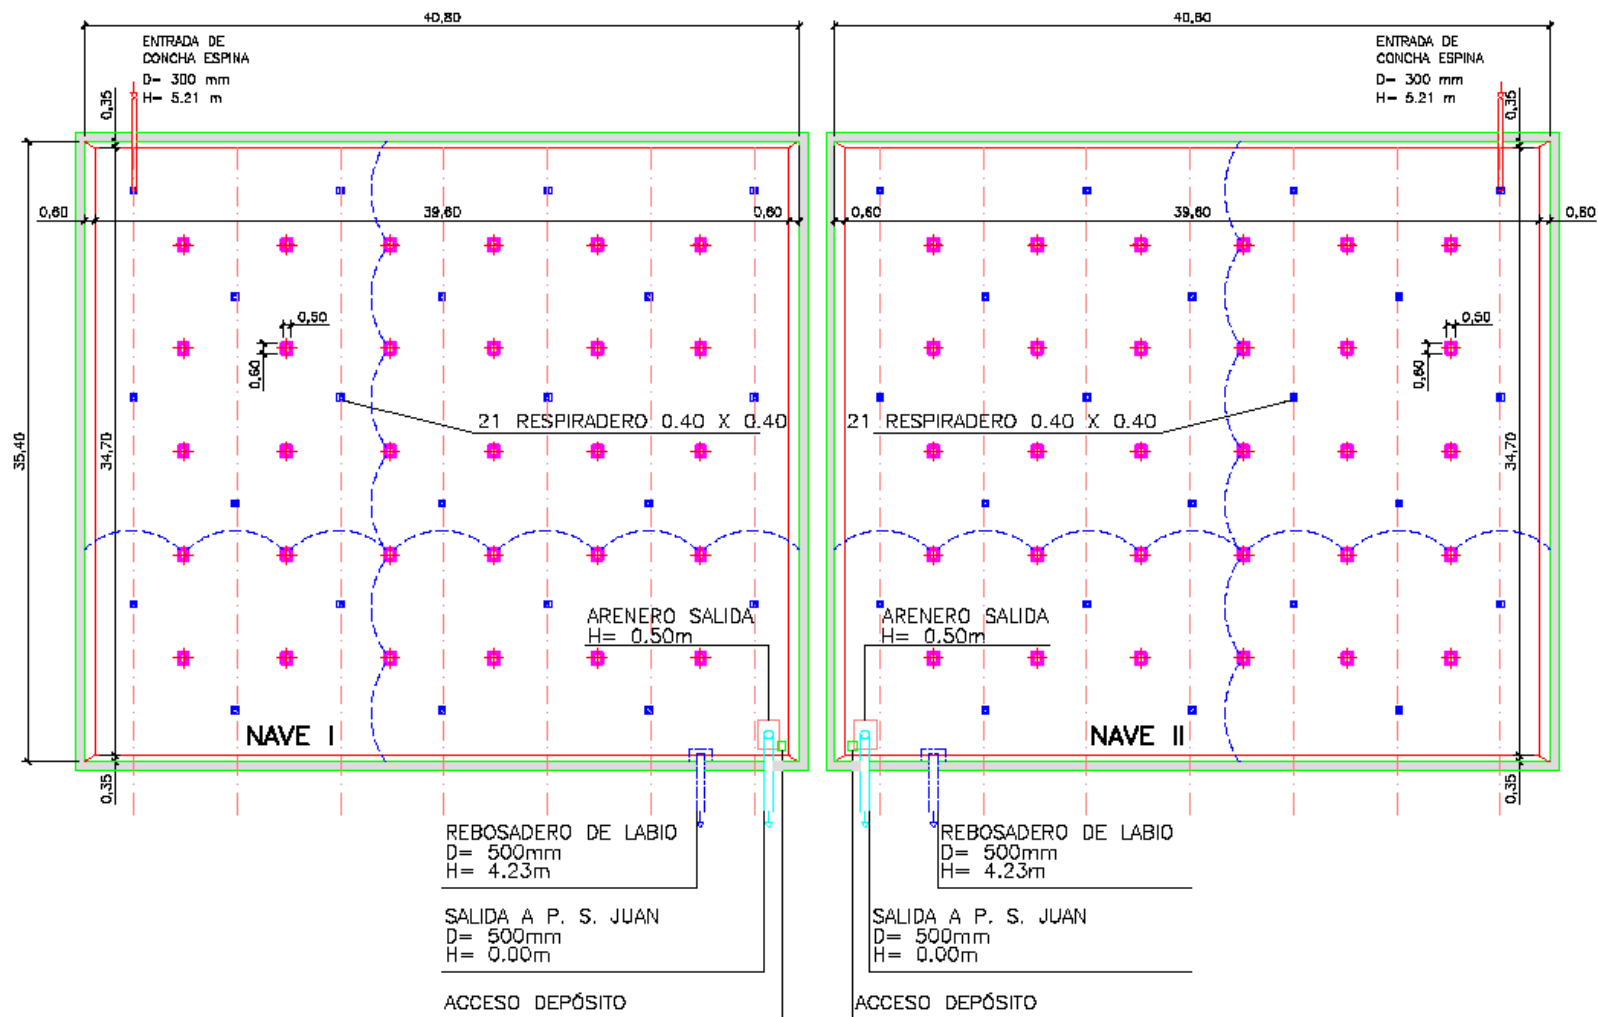 40,80
40,80
ENTRADA DE
CONCHA ESPINA
D= 300 mm
H= 5.21 m
ENTRADA DE
CONCHA ESPINA
D= 300 mm
H= 5.21 m
0,35
0,35
0,60
39,60
0,60
0,60
39,60
0,60
0,50
0,60
0,50
0,60
21 RESPIRADERO 0.40 X 0.40
21 RESPIRADERO 0.40 X 0.40
35,40
34,70
34,70
ARENERO SALIDA
H= 0.50m
ARENERO SALIDA
H= 0.50m
NAVE I
NAVE II
0,35
0,35
REBOSADERO DE LABIO
D= 500mm
H= 4.23m
REBOSADERO DE LABIO
D= 500mm
H= 4.23m
SALIDA A P. S. JUAN
D= 500mm
H= 0.00m
SALIDA A P. S. JUAN
D= 500mm
H= 0.00m
ACCESO DEPÓSITO
ACCESO DEPÓSITO